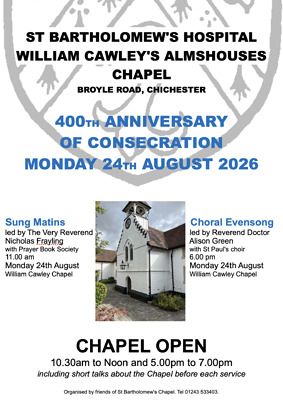 ST BARTHOLOMEW'S HOSPITAL
WILLIAM CAWLEY'S ALMSHOUSES
CHAPEL
BROYLE ROAD, CHICHESTER
400TH ANNIVERSARY
OF CONSECRATION
MONDAY 24TH AUGUST 2026
Sung Matins
led by The Very Reverend
Nicholas Frayling
with Prayer Book Society
11.00 am
Monday 24th August
William Cawley Chapel
Choral Evensong
led by Reverend Doctor
Alison Green
with St Paul's choir
6.00 pm
Monday 24th August
William Cawley Chapel
CHAPEL OPEN
10.30am to Noon and 5.00pm to 7.00pm
including short talks about the Chapel before each service
Organised by friends of St Bartholomew's Chapel. Tel 01243 533403.